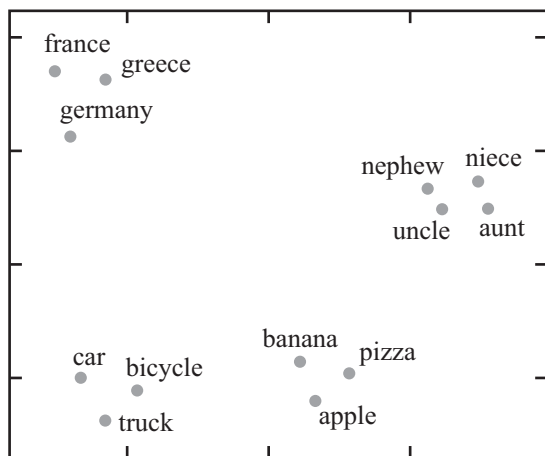 france
greece
germany
nephew
niece
uncle
aunt
banana
pizza
car
bicycle
apple
truck